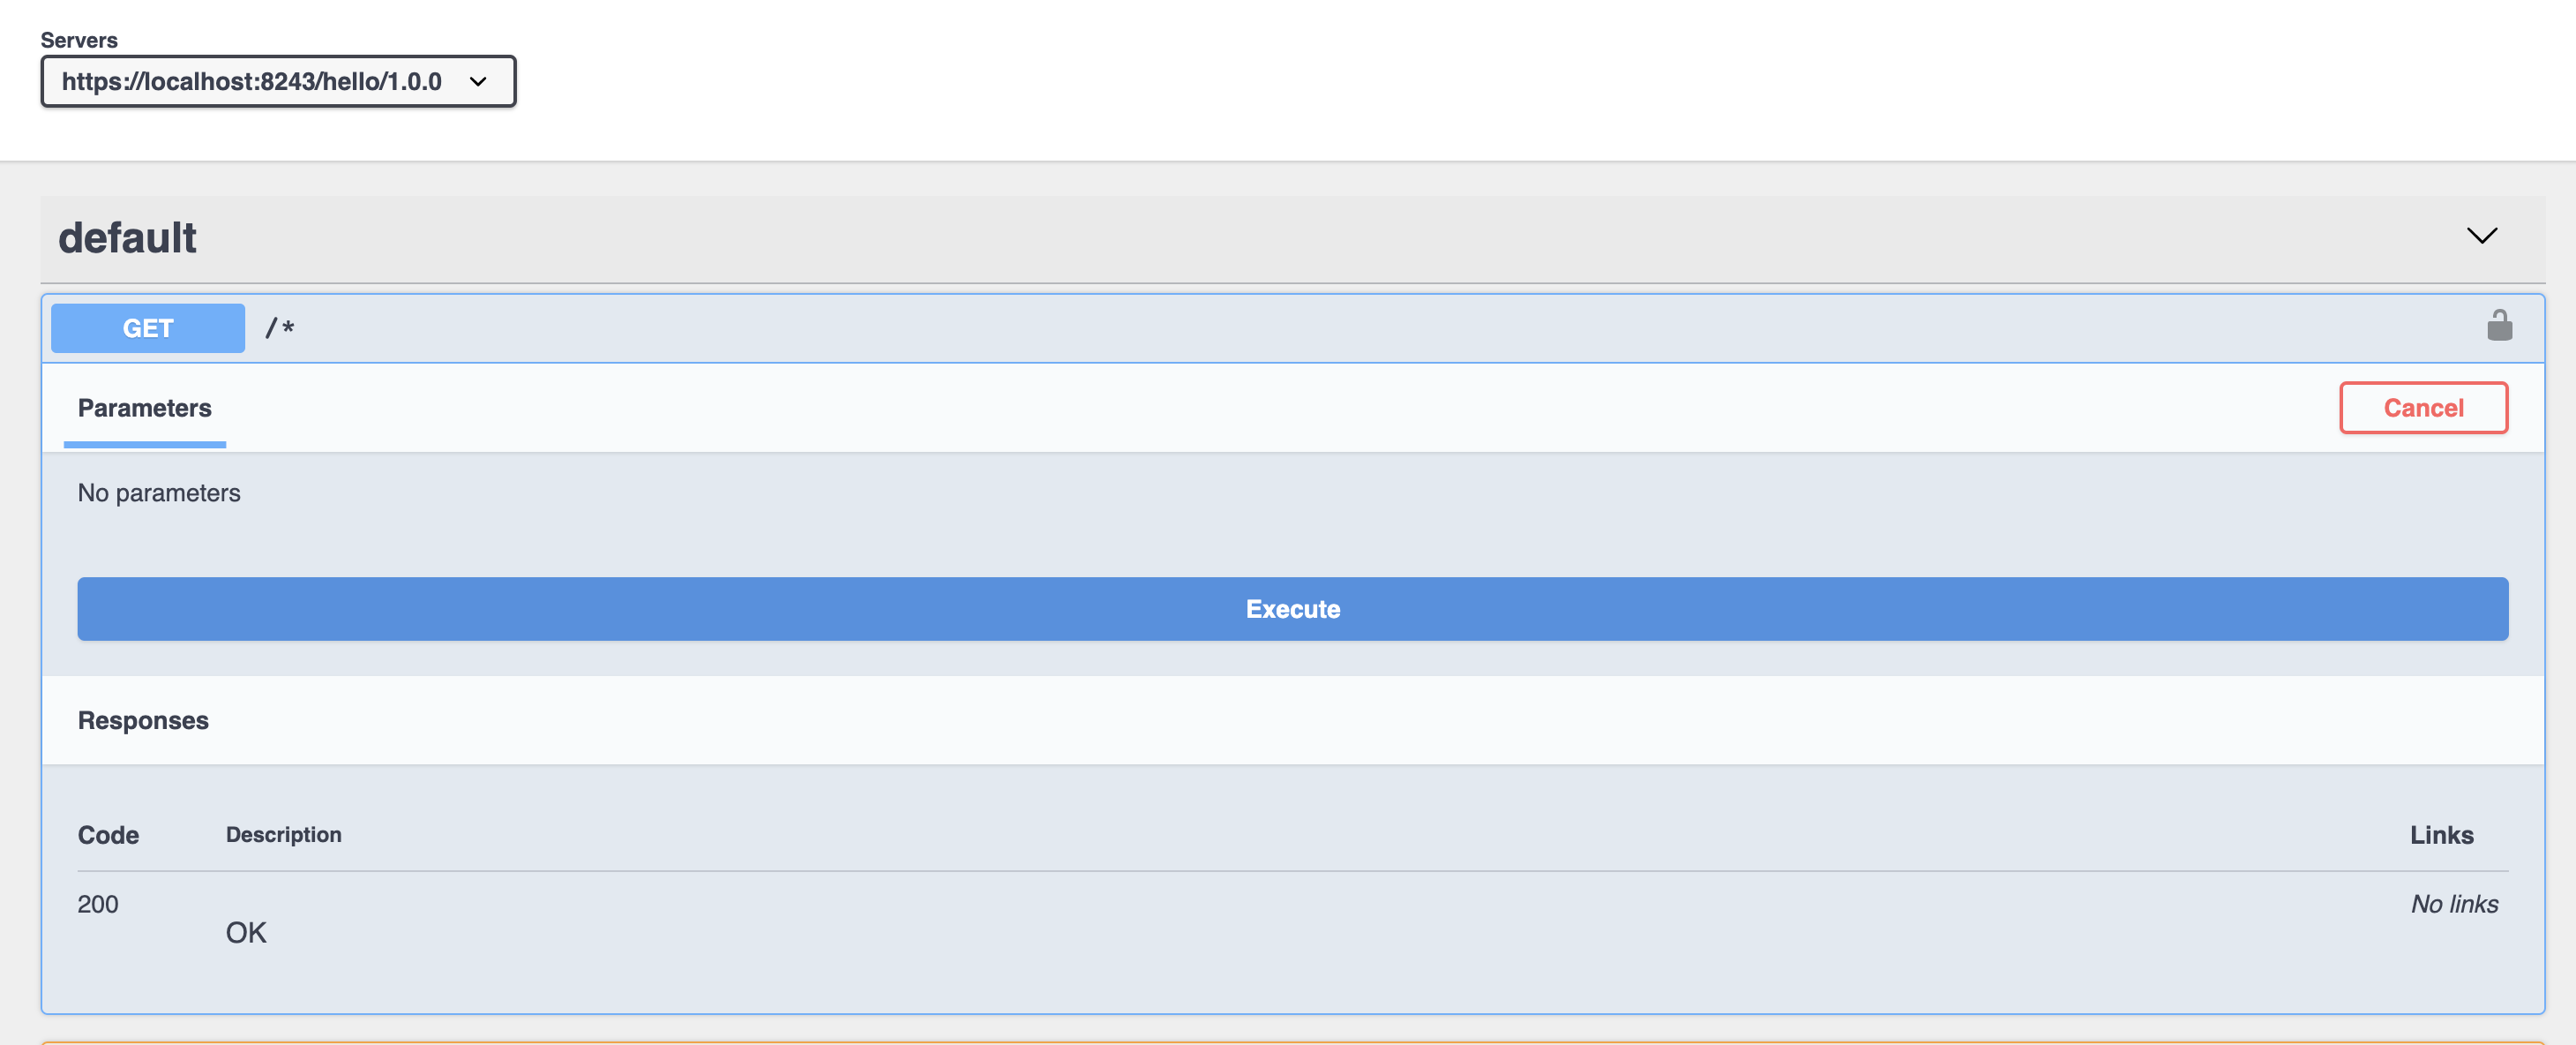 Servers
https://localhost:8243/hello/1.0.0
default
GET /*
Parameters Cancel
No parameters
Execute
Responses
Code Description Links
200 No links
OK